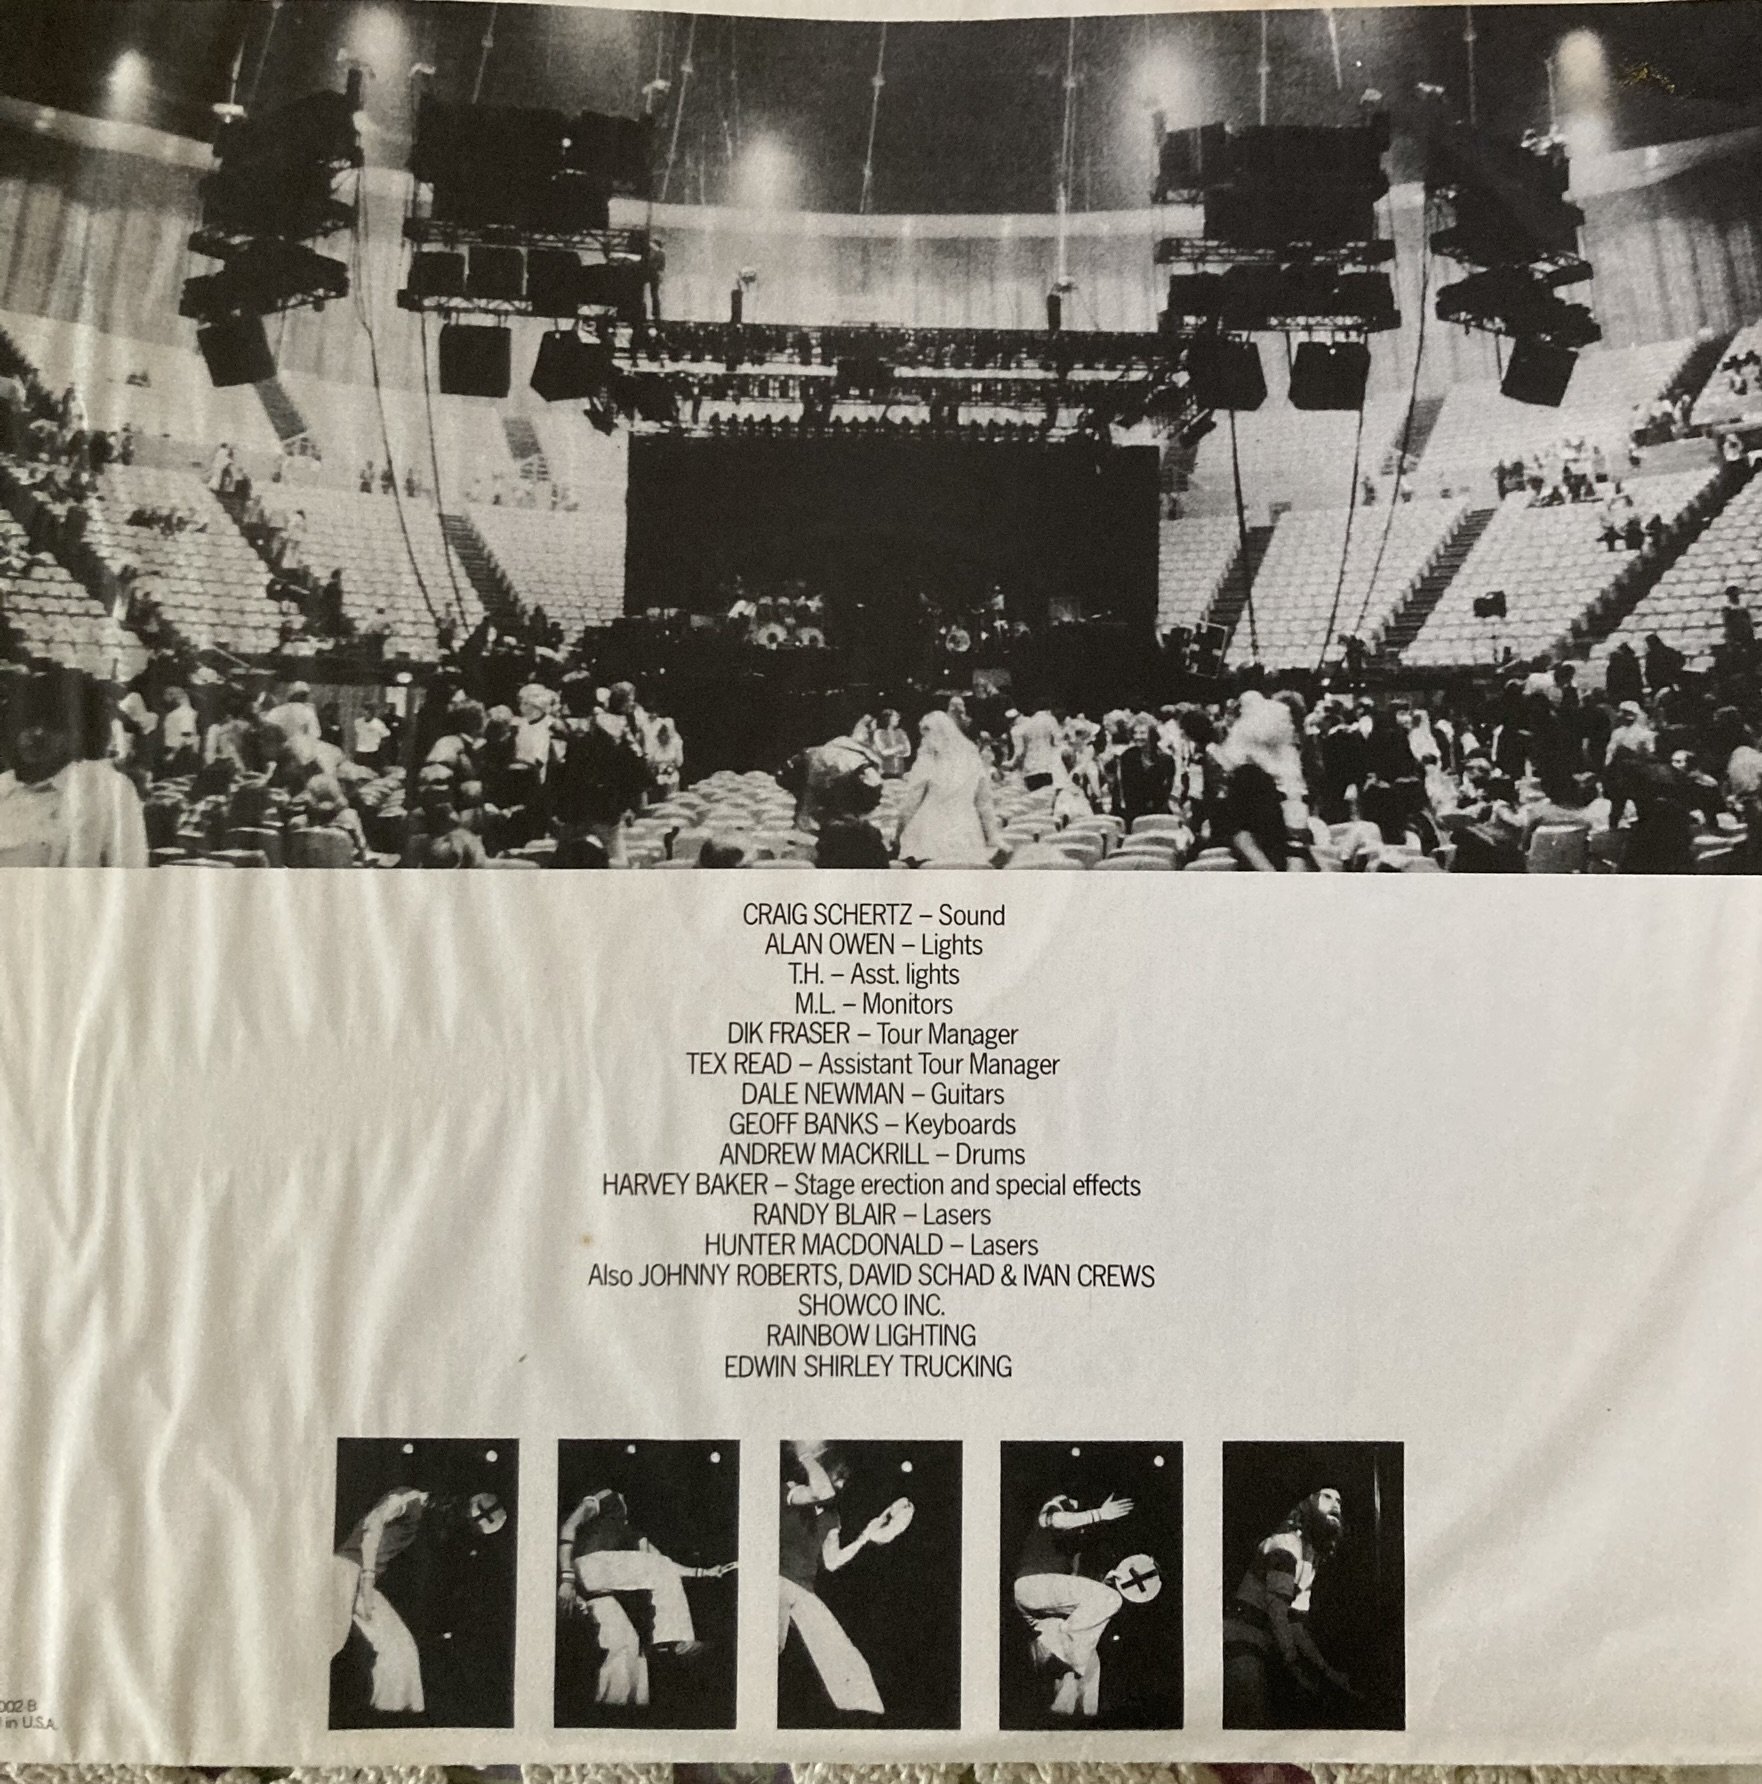 CRAIG SCHERTZ – Sound
ALAN OWEN – Lights
T.H. – Asst. lights
M.L. – Monitors
DIK FRASER – Tour Manager
TEX READ – Assistant Tour Manager
DALE NEWMAN – Guitars
GEOFF BANKS – Keyboards
ANDREW MACKRILL – Drums
HARVEY BAKER – Stage erection and special effects
RANDY BLAIR – Lasers
HUNTER MACDONALD – Lasers
Also JOHNNY ROBERTS, DAVID SCHAD & IVAN CREWS
SHOWCO INC.
RAINBOW LIGHTING
EDWIN SHIRLEY TRUCKING
002 B
in U.S.A.